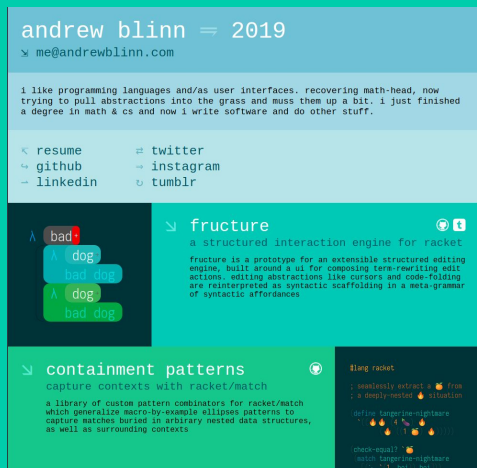 andrew blinn ⇁ 2019
⇲ me@andrewblinn.com
i like programming languages and/as user interfaces. recovering math-head, now
trying to pull abstractions into the grass and muss them up a bit. i just finished
a degree in math & cs and now i write software and do other stuff.
resume
twitter
github
instagram
linkedin
tumblr
λ bad
λ dog
bad dog
λ dog
bad dog
fructure
a structured interaction engine for racket
fructure is a prototype for an extensible structured editing
engine, built around a ui for composing term-rewriting edit
actions. editing abstractions like cursors and code-folding
are reinterpreted as syntactic scaffolding in a meta-grammar
of syntactic affordances
containment patterns
capture contexts with racket/match
a library of custom pattern combinators for racket/match
which generalize macro-by-example ellipses patterns to
capture matches buried in arbirary nested data structures,
as well as surrounding contexts
#lang racket
; seamlessly extract a 🍊 from
; a deeply-nested 🔥 situation
(define tangerine-nightmare
(check-equal? `🍊
(match tangerine-nightmare